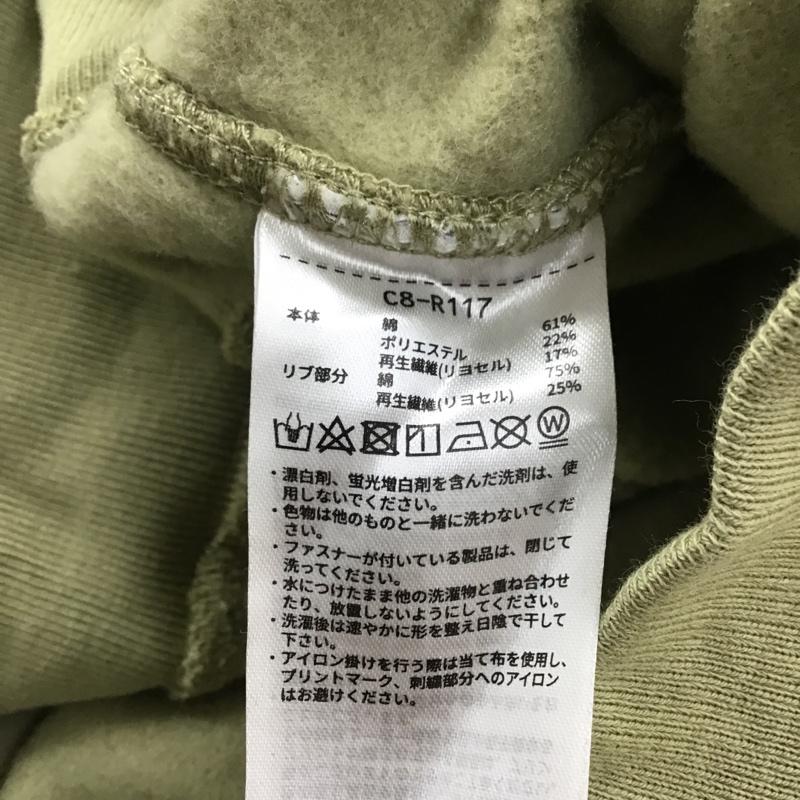 C8-R117
本体 綿 61%
ポリエステル 22%
再生繊維(リヨセル) 17%
リブ部分 綿 75%
再生繊維(リヨセル) 25%
W
・漂白剤、蛍光増白剤を含んだ洗剤は、使
用しないでください。
・色物は他のものと一緒に洗わないでくだ
さい。
・ファスナーが付いている製品は、閉じて
洗ってください。
・水につけたまま他の洗濯物と重ね合わせ
たり、放置しないようにしてください。
・洗濯後は速やかに形を整え日陰で干して
下さい。
・アイロン掛けを行う際は当て布を使用し、
プリントマーク、刺繍部分へのアイロン
はお避けください。